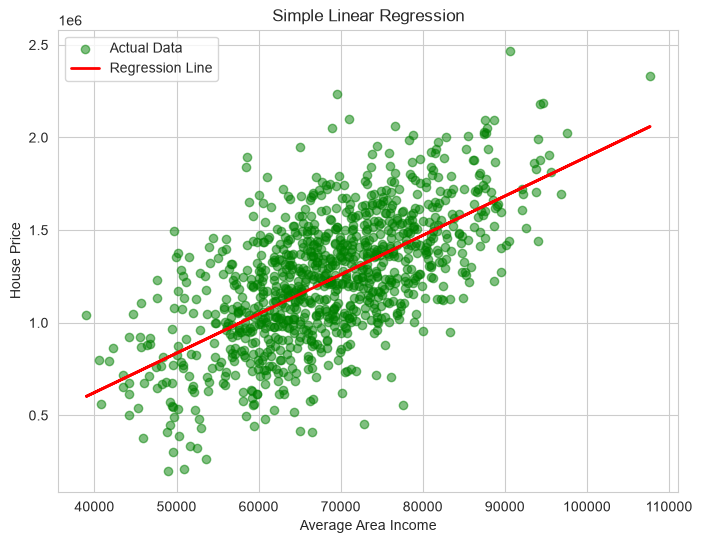 Simple Linear Regression
1e6
Actual Data
Regression Line
2.5
2.0
1.5
1.0
0.5
House Price
40000 50000 60000 70000 80000 90000 100000 110000
Average Area Income